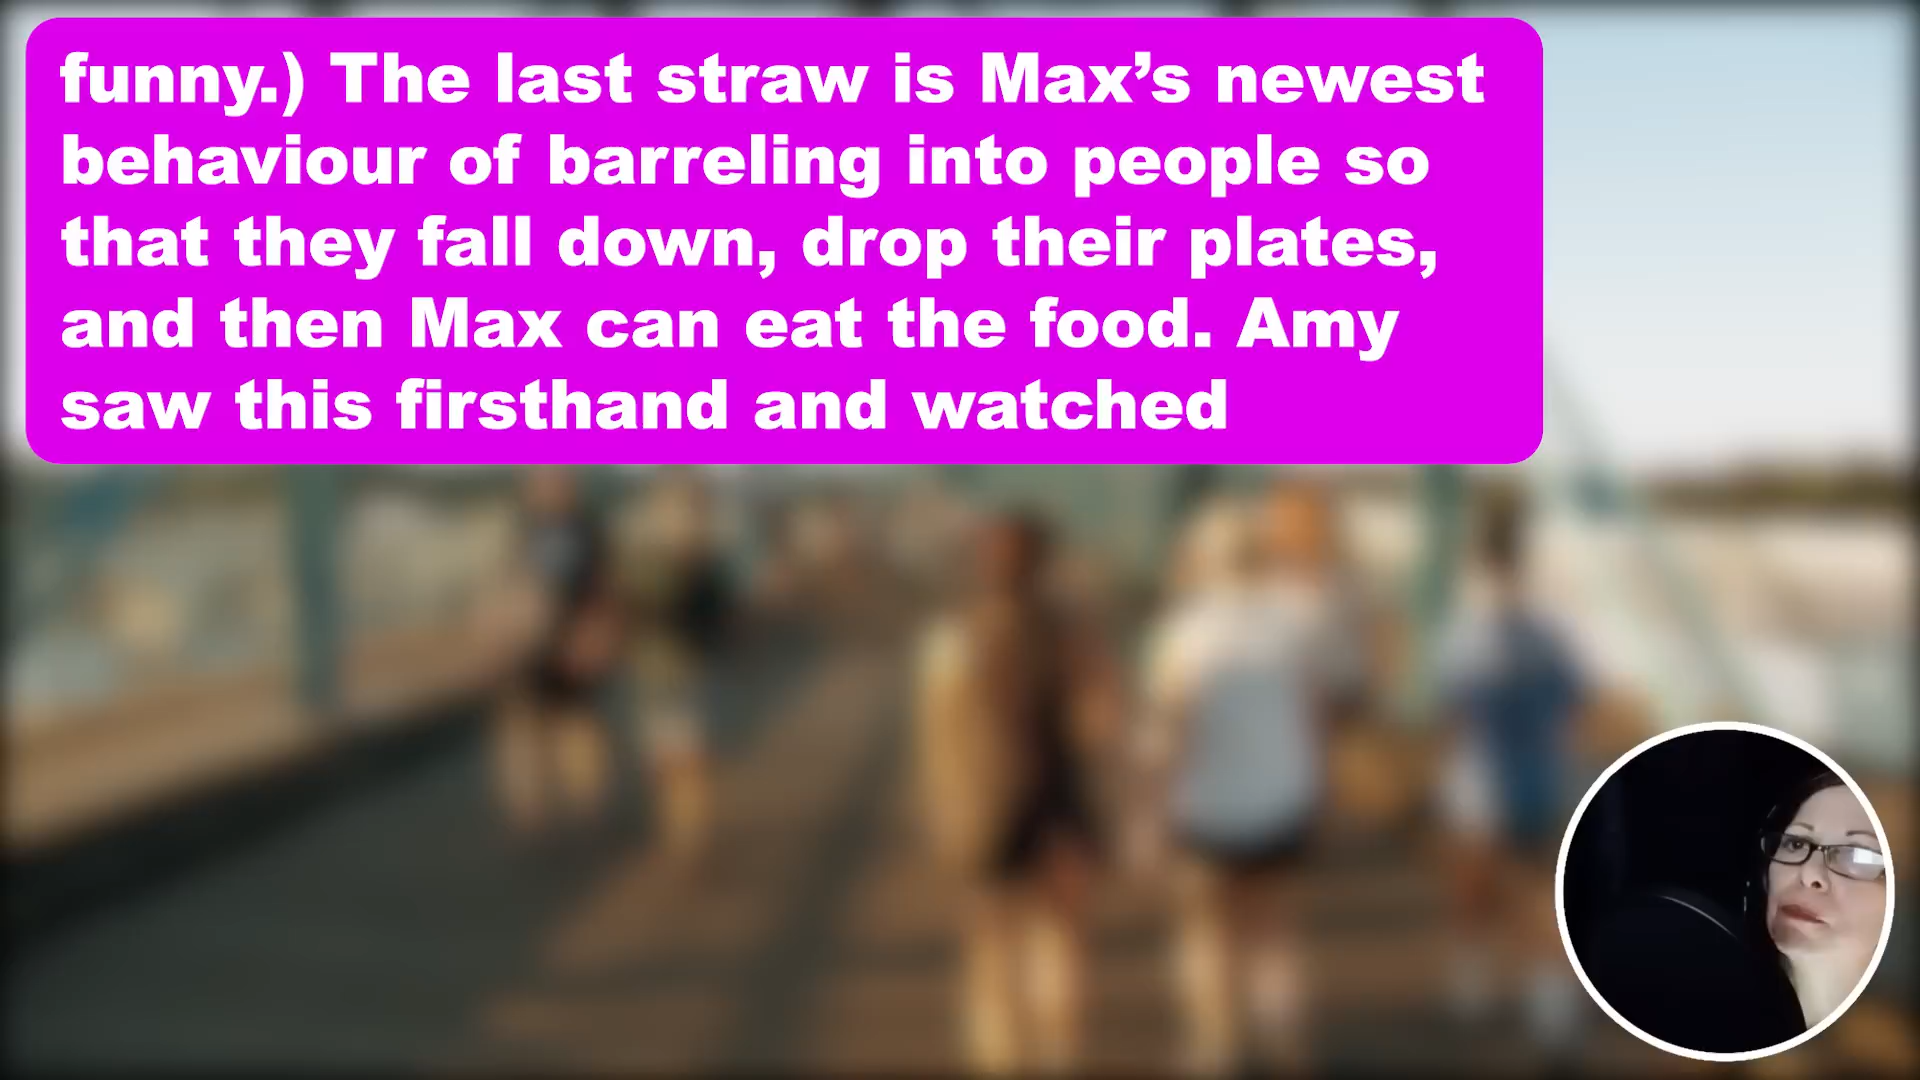 funny.) The last straw is Max’s newest
behaviour of barreling into people so
that they fall down, drop their plates,
and then Max can eat the food. Amy
saw this firsthand and watched